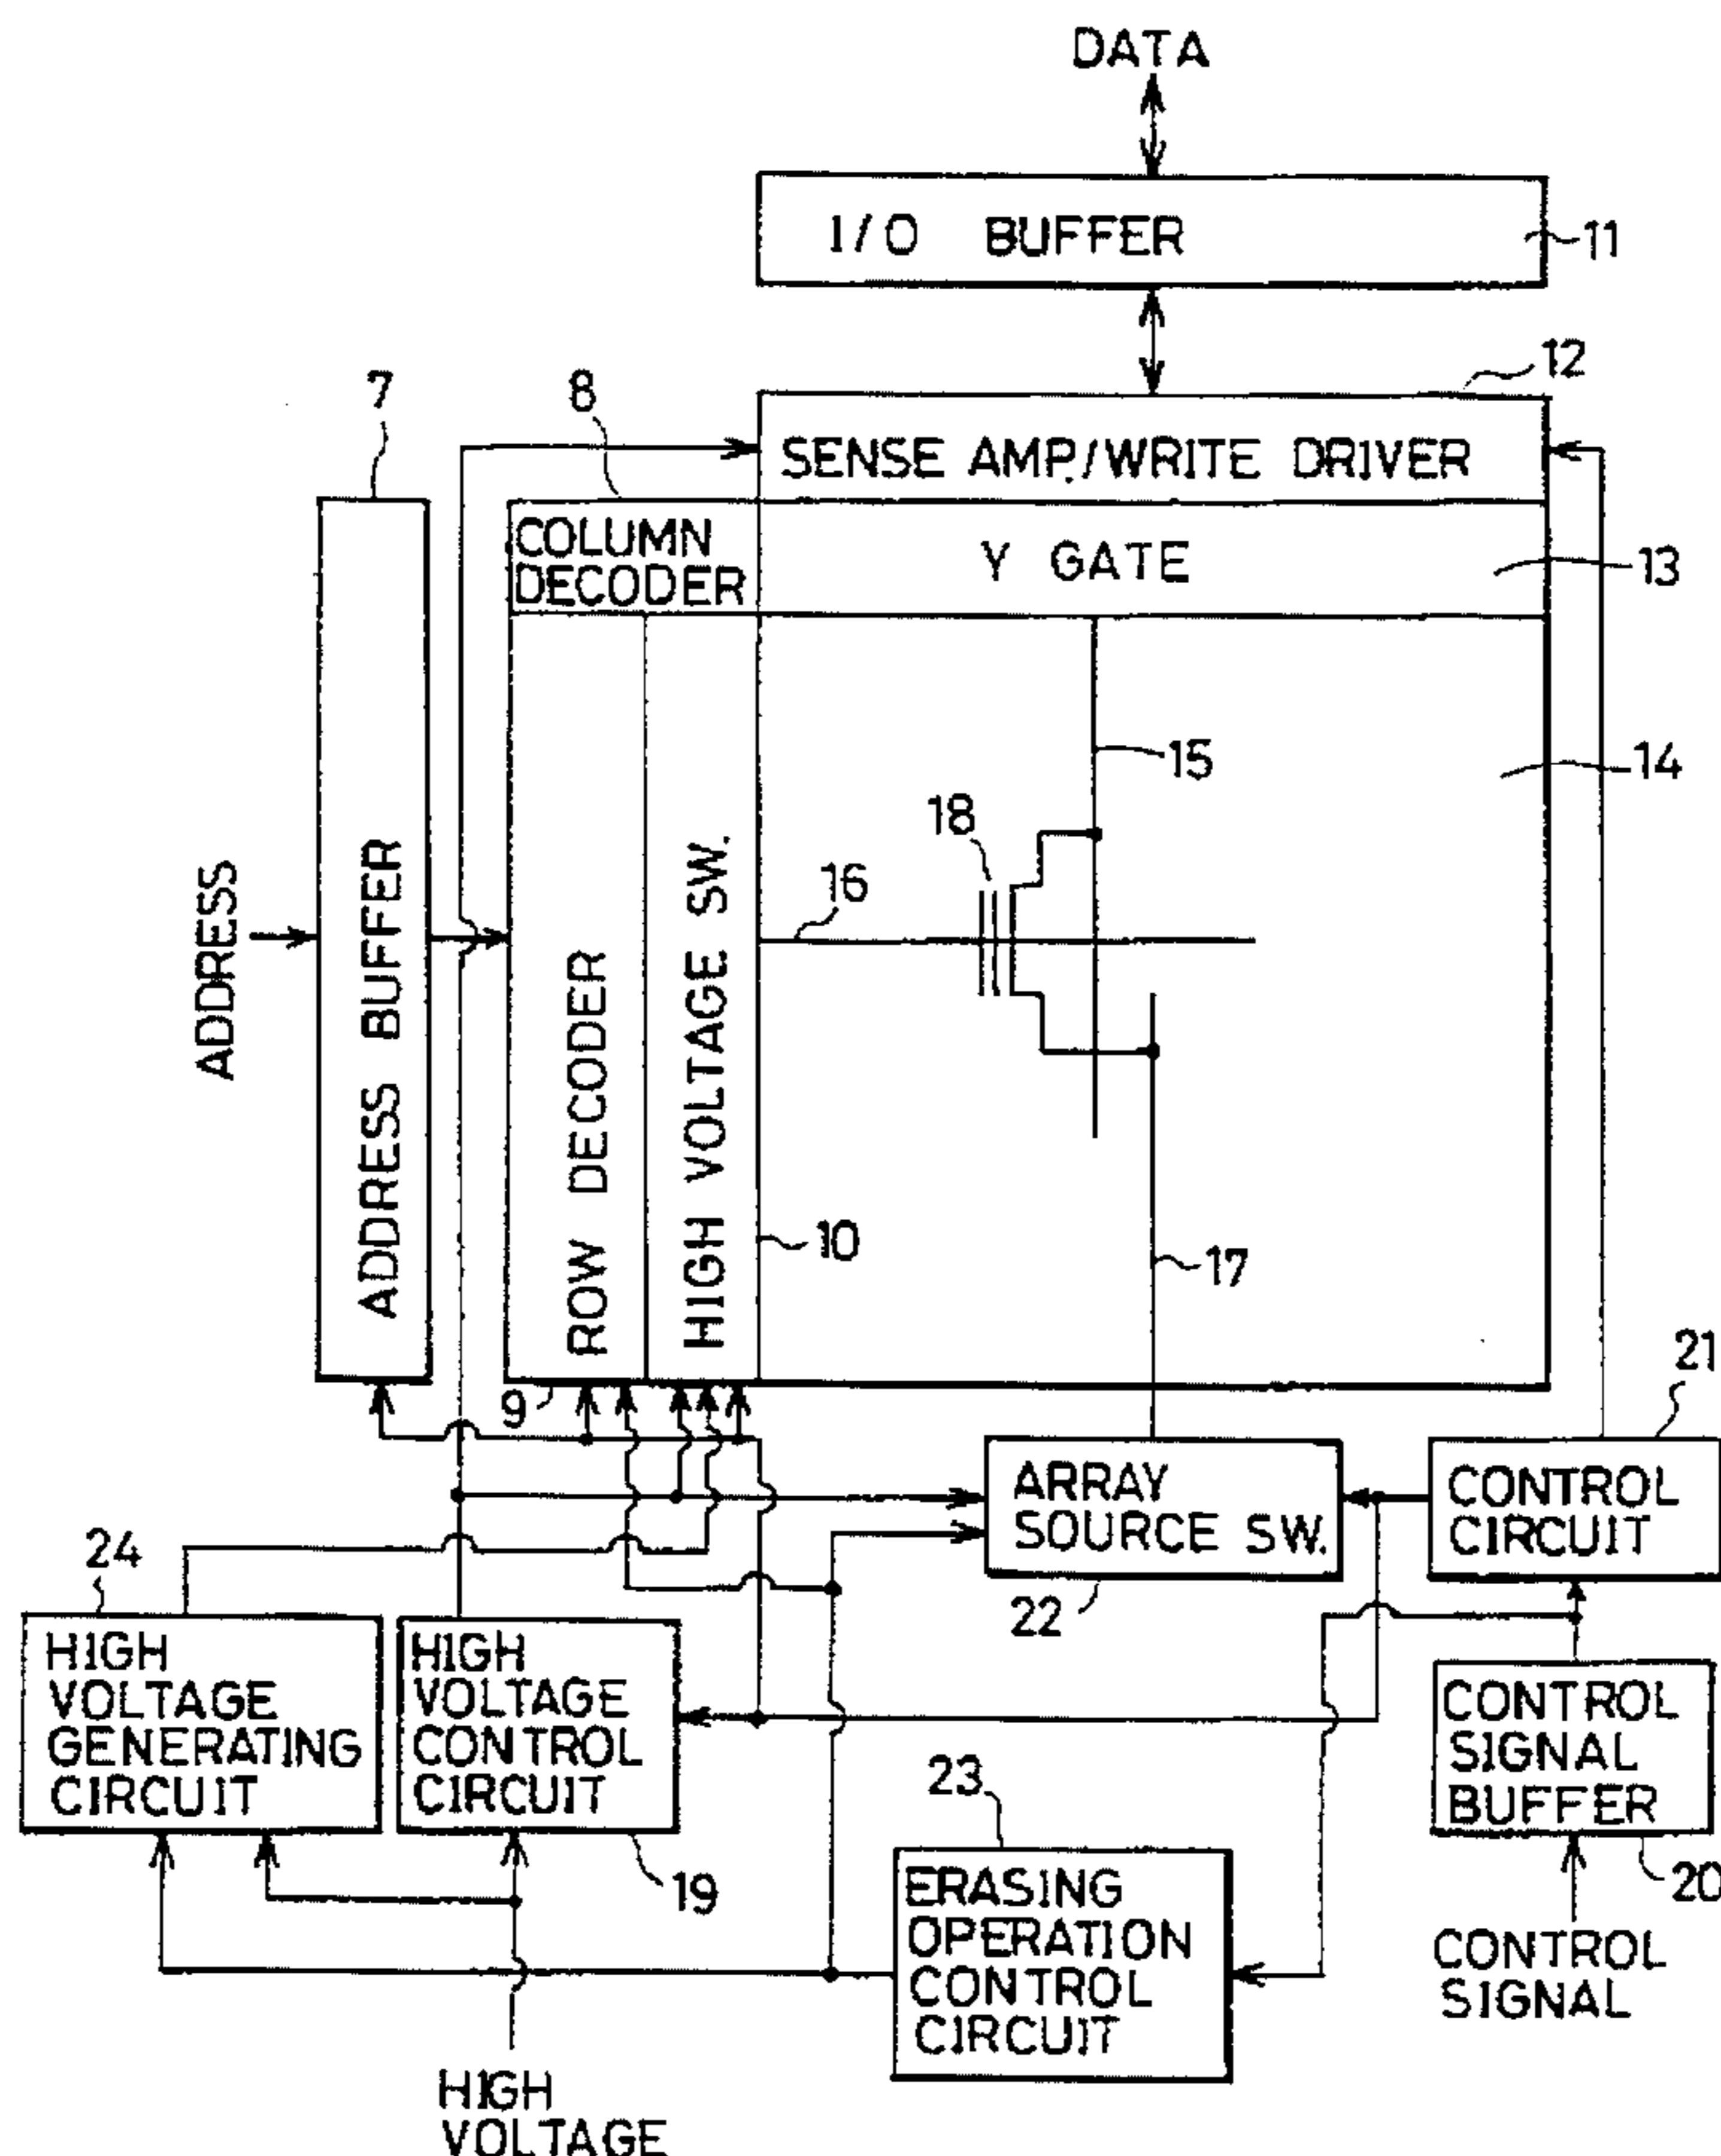 DATA
I/O BUFFER
11
12
7
8
SENSE AMP./WRITE DRIVER
COLUMN
DECODER
Y GATE
13
15
14
18
16
ADDRESS
ADDRESS BUFFER
ROW DECODER
HIGH VOLTAGE SW.
10
17
9
21
ARRAY
SOURCE SW.
22
CONTROL
CIRCUIT
24
HIGH
VOLTAGE
GENERATING
CIRCUIT
HIGH
VOLTAGE
CONTROL
CIRCUIT
19
23
ERASING
OPERATION
CONTROL
CIRCUIT
CONTROL
SIGNAL
BUFFER
20
CONTROL
SIGNAL
HIGH
VOLTAGE